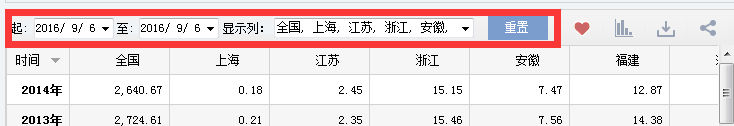 起: 2016/ 9/ 6 至: 2016/ 9/ 6 显示列: 全国, 上海, 江苏, 浙江, 安徽, 重置
时间 全国 上海 江苏 浙江 安徽 福建
2014年 2,640.67 0.18 2.45 15.15 7.47 12.87
2013年 2,724.61 0.21 2.35 15.46 7.56 14.38